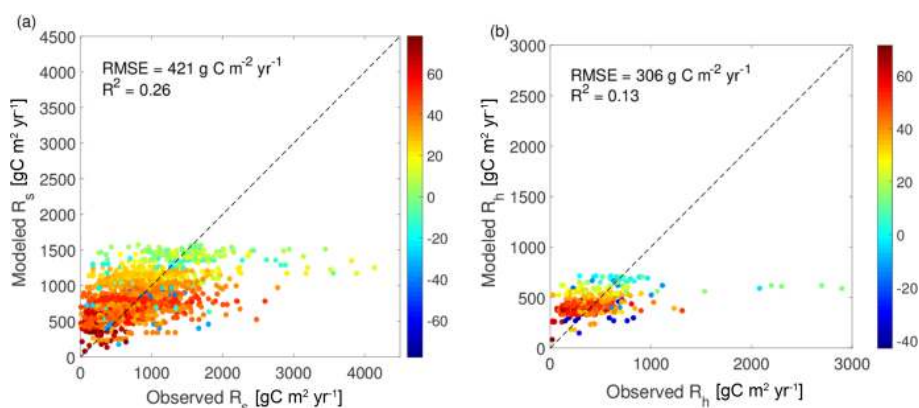 (a)
RMSE = 421 g C m⁻² yr⁻¹
R² = 0.26
4500
4000
3500
3000
2500
2000
1500
1000
500
0
Modeled Rₛ [gC m² yr⁻¹]
0 1000 2000 3000 4000
Observed Rₛ [gC m² yr⁻¹]
60
40
20
0
-20
-40
-60
(b)
RMSE = 306 g C m⁻² yr⁻¹
R² = 0.13
3000
2500
2000
1500
1000
500
0
Modeled Rₕ [gC m² yr⁻¹]
0 1000 2000 3000
Observed Rₕ [gC m² yr⁻¹]
60
40
20
0
-20
-40